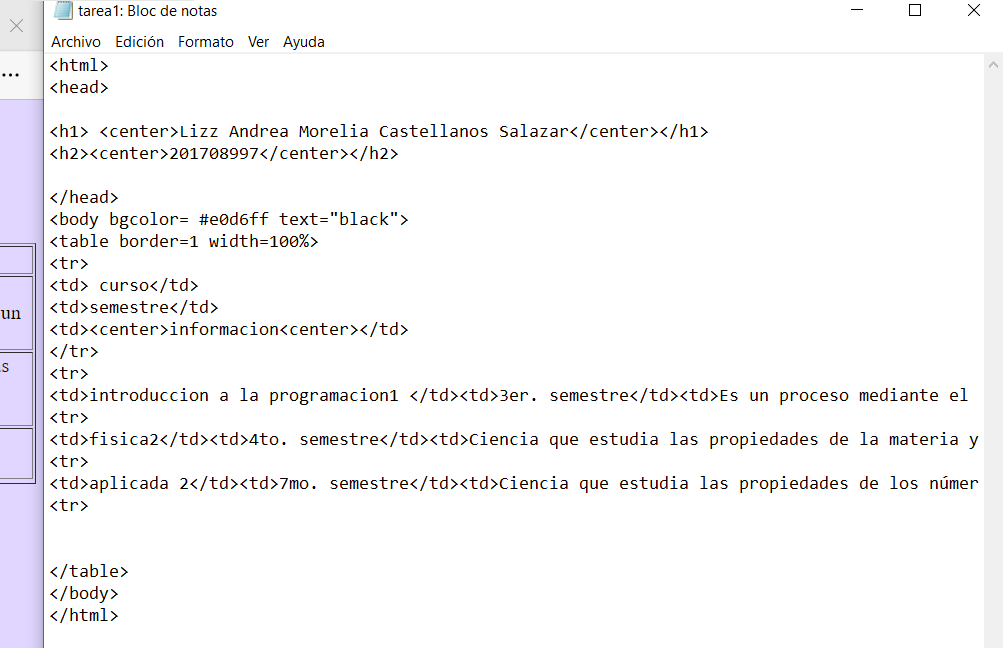 tarea1: Bloc de notas
Archivo Edición Formato Ver Ayuda
<html>
<head>
<h1> <center>Lizz Andrea Morelia Castellanos Salazar</center></h1>
<h2><center>201708997</center></h2>
</head>
<body bgcolor= #e0d6ff text="black">
<table border=1 width=100%>
<tr>
<td> curso</td>
<td>semestre</td>
<td><center>informacion<center></td>
</tr>
<tr>
<td>introduccion a la programacion1 </td><td>3er. semestre</td><td>Es un proceso mediante el
<tr>
<td>fisica2</td><td>4to. semestre</td><td>Ciencia que estudia las propiedades de la materia y
<tr>
<td>aplicada 2</td><td>7mo. semestre</td><td>Ciencia que estudia las propiedades de los númer
<tr>
</table>
</body>
</html>
un